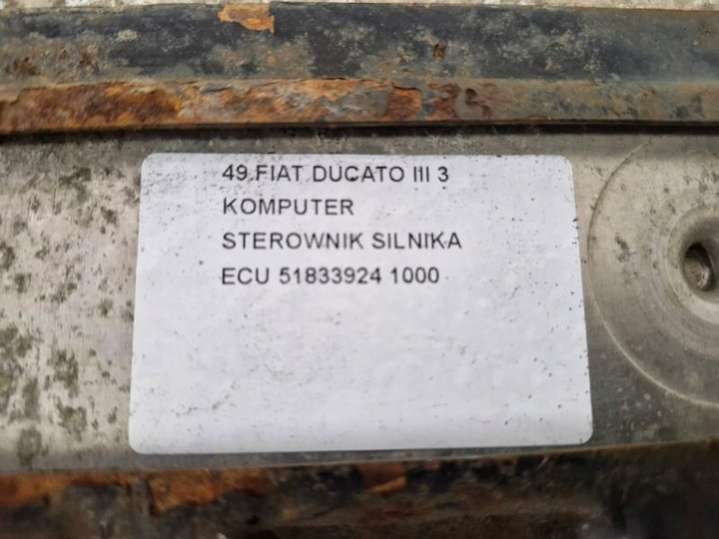 49.FIAT DUCATO III 3
KOMPUTER
STEROWNIK SILNIKA
ECU 51833924 1000